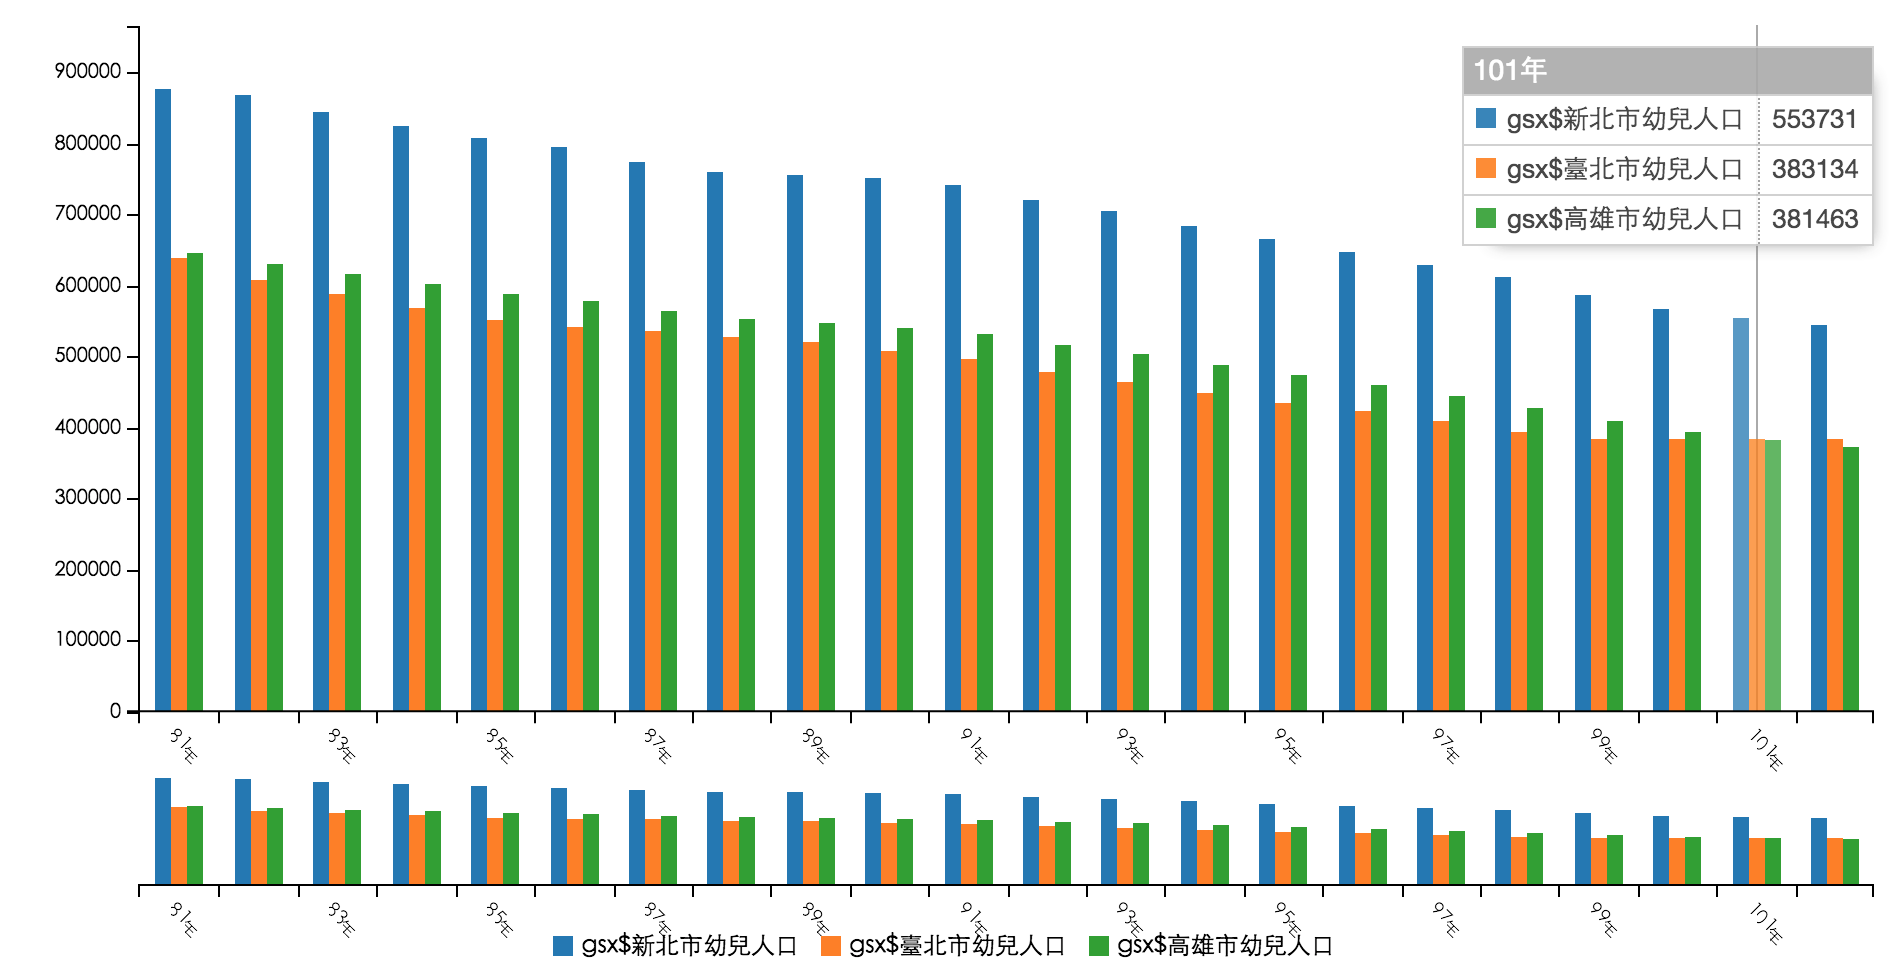 900000
800000
700000
600000
500000
400000
300000
200000
100000
0
101年
gsx$新北市幼兒人口 553731
gsx$臺北市幼兒人口 383134
gsx$高雄市幼兒人口 381463
81年 83年 85年 87年 89年 91年 93年 95年 97年 99年 101年
81年 83年 85年 87年 89年 91年 93年 95年 97年 99年 101年
gsx$新北市幼兒人口 gsx$臺北市幼兒人口 gsx$高雄市幼兒人口